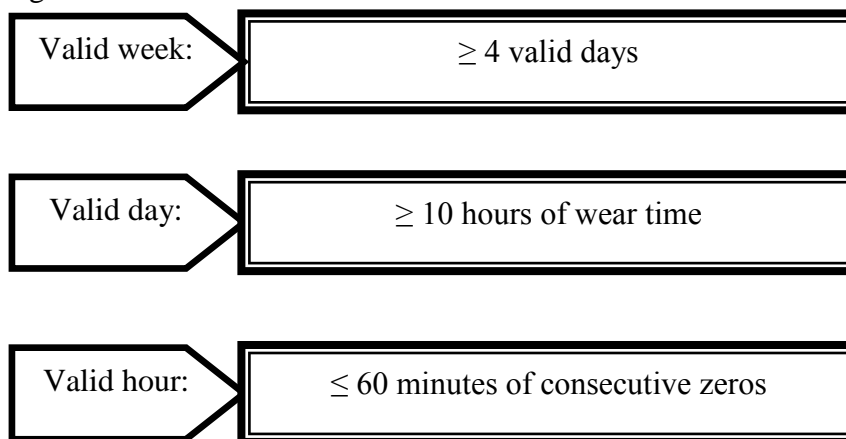 Valid week:
≥ 4 valid days
Valid day:
≥ 10 hours of wear time
Valid hour:
≤ 60 minutes of consecutive zeros